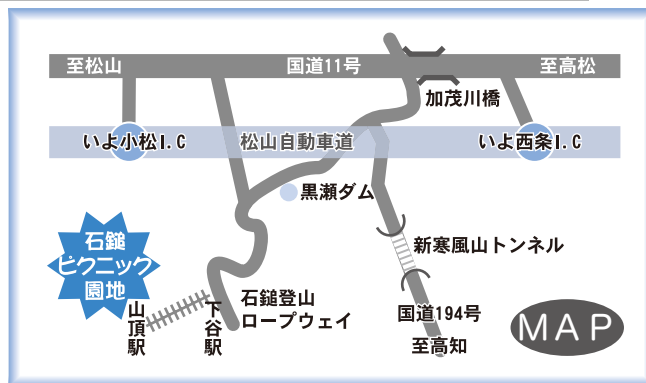 至松山
国道11号
至高松
加茂川橋
いよ小松I.C
松山自動車道
いよ西条I.C
黒瀬ダム
石鎚
ピクニック
園地
新寒風山トンネル
山頂駅
下谷駅
石鎚登山
ロープウェイ
国道194号
至高知
MAP